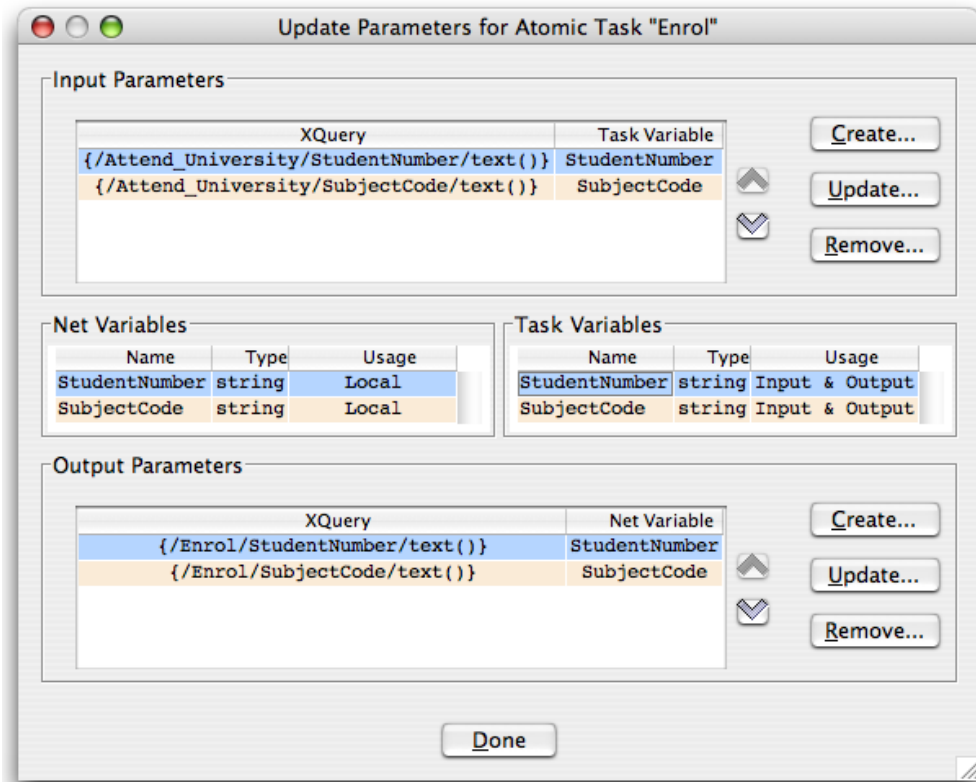 Update Parameters for Atomic Task "Enrol"
Input Parameters
XQuery Task Variable
{/Attend_University/StudentNumber/text()} StudentNumber
{/Attend_University/SubjectCode/text()} SubjectCode
Create...
Update...
Remove...
Net Variables
Name Type Usage
StudentNumber string Local
SubjectCode string Local
Task Variables
Name Type Usage
StudentNumber string Input & Output
SubjectCode string Input & Output
Output Parameters
XQuery Net Variable
{/Enrol/StudentNumber/text()} StudentNumber
{/Enrol/SubjectCode/text()} SubjectCode
Create...
Update...
Remove...
Done